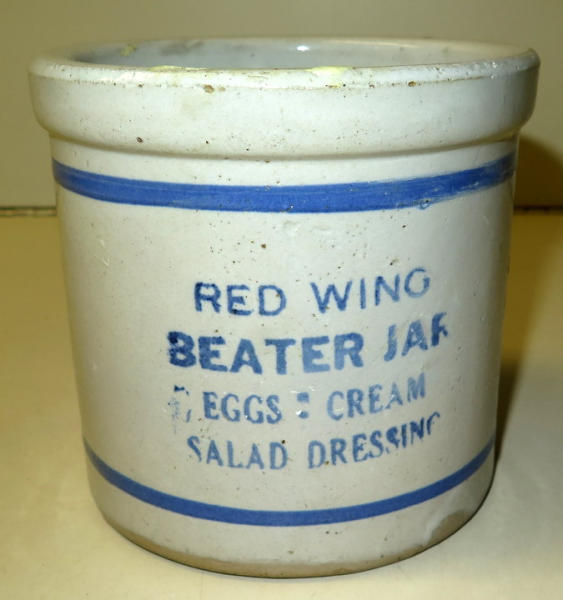 RED WING
BEATER JAR
EGGS : CREAM
SALAD DRESSING